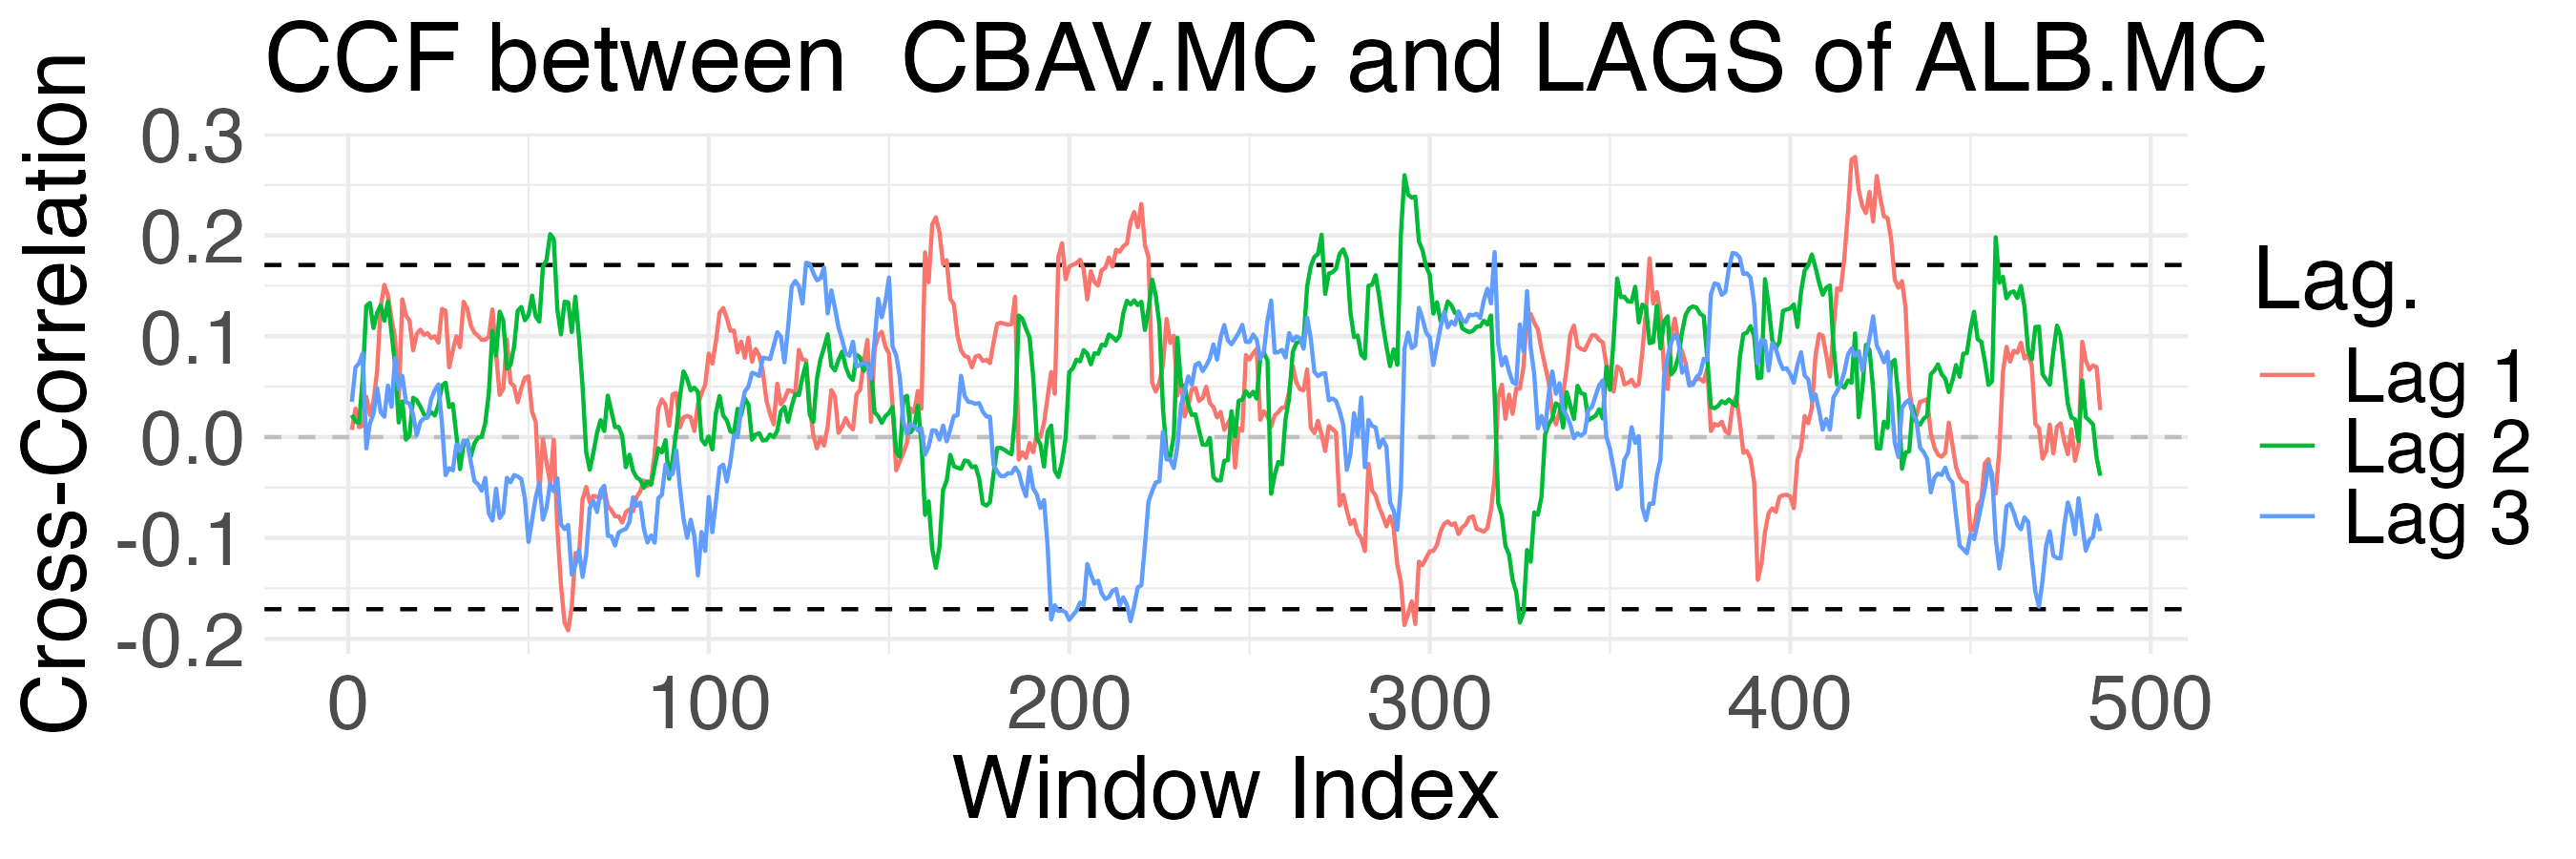 CCF between  CBAV.MC and LAGS of ALB.MC
Cross-Correlation
0.3
0.2
0.1
0.0
-0.1
-0.2
0 100 200 300 400 500
Window Index
Lag.
Lag 1
Lag 2
Lag 3